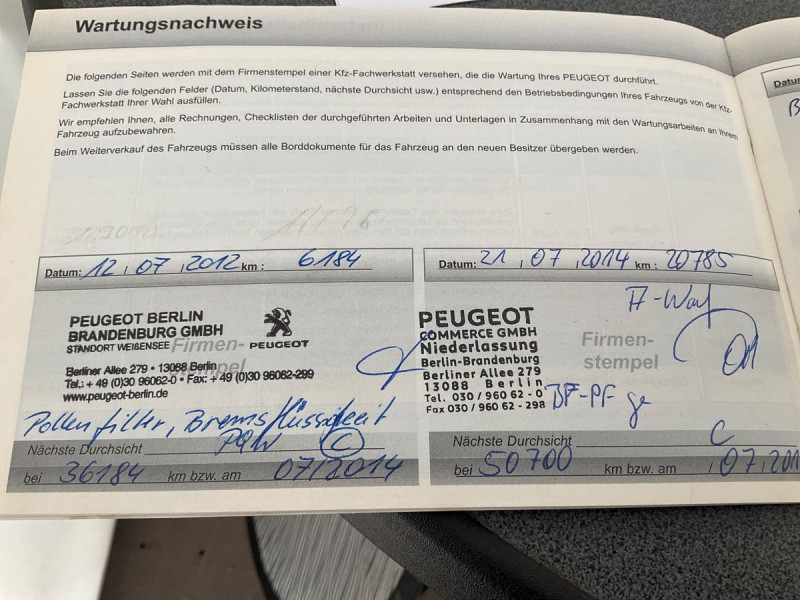 Wartungsnachweis
Die folgenden Seiten werden mit dem Firmenstempel einer Kfz-Fachwerkstatt versehen, die die Wartung Ihres PEUGEOT durchführt.
Lassen Sie die folgenden Felder (Datum, Kilometerstand, nächste Durchsicht usw.) entsprechend den Betriebsbedingungen Ihres Fahrzeugs von der Kfz-
Fachwerkstatt Ihrer Wahl ausfüllen.
Wir empfehlen Ihnen, alle Rechnungen, Checklisten der durchgeführten Arbeiten und Unterlagen in Zusammenhang mit den Wartungsarbeiten an Ihrem
Fahrzeug aufzubewahren.
Beim Weiterverkauf des Fahrzeugs müssen alle Borddokumente für das Fahrzeug an den neuen Besitzer übergeben werden.
Datum: 12, 07, 2012 km: 6184
PEUGEOT BERLIN
BRANDENBURG GMBH
STANDORT WEIßENSEE
Firmen-
stempel
PEUGEOT
Berliner Allee 279 • 13088 Berlin
Tel.: + 49 (0)30 96062-0 • Fax: + 49 (0)30 96062-299
www.peugeot-berlin.de
Pollenfilter, Bremsflüssigkeit
Nächste Durchsicht C
bei 36184 km bzw. am 07/2014
Datum: 21, 07, 2014 km: 20785
PEUGEOT
COMMERCE GMBH
Niederlassung
Berlin-Brandenburg
Berliner Allee 279
13088 Berlin
Tel. 030 / 960 62 - 0
Fax 030 / 960 62 - 298
Firmen-
stempel
BF-PF
Nächste Durchsicht C
bei 50700 km bzw. am , 07, 201
Datu